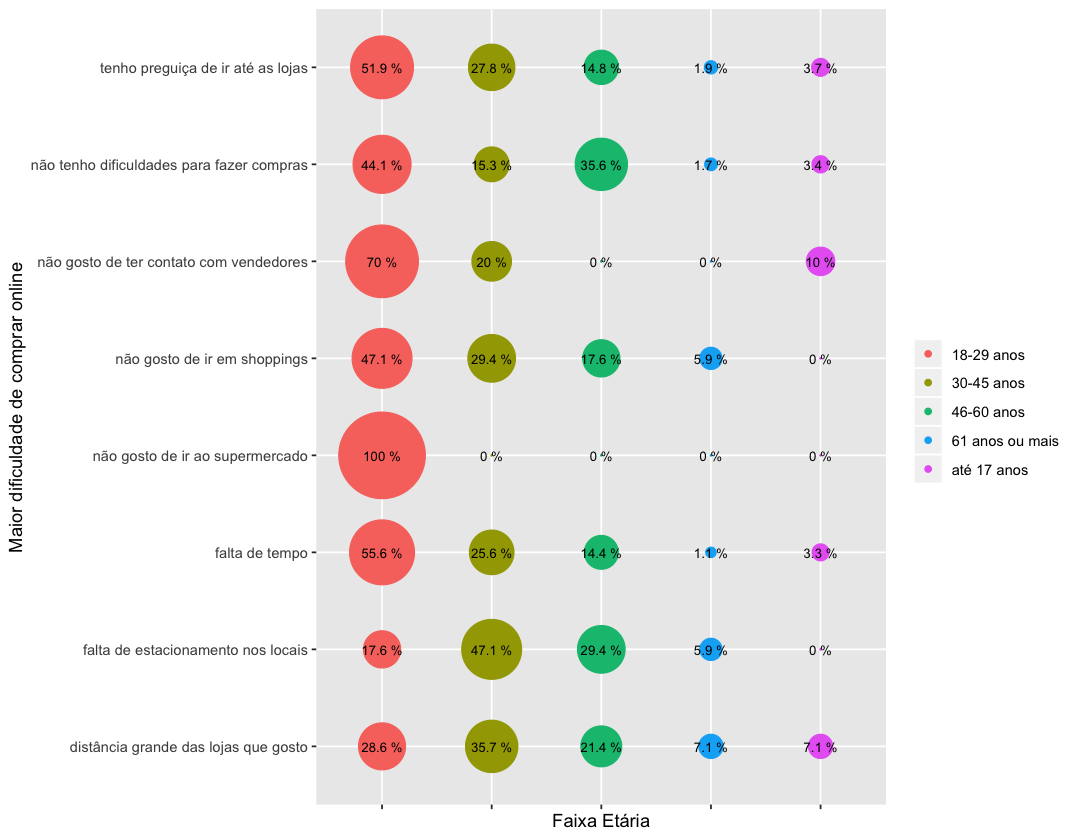 Maior dificuldade de comprar online
tenho preguiça de ir até as lojas
51.9 % 27.8 % 14.8 % 1.9 % 3.7 %
não tenho dificuldades para fazer compras
44.1 % 15.3 % 35.6 % 1.7 % 3.4 %
não gosto de ter contato com vendedores
70 % 20 % 0 % 0 % 10 %
não gosto de ir em shoppings
47.1 % 29.4 % 17.6 % 5.9 % 0 %
não gosto de ir ao supermercado
100 % 0 % 0 % 0 % 0 %
falta de tempo
55.6 % 25.6 % 14.4 % 1.1 % 3.3 %
falta de estacionamento nos locais
17.6 % 47.1 % 29.4 % 5.9 % 0 %
distância grande das lojas que gosto
28.6 % 35.7 % 21.4 % 7.1 % 7.1 %
Faixa Etária
18-29 anos
30-45 anos
46-60 anos
61 anos ou mais
até 17 anos